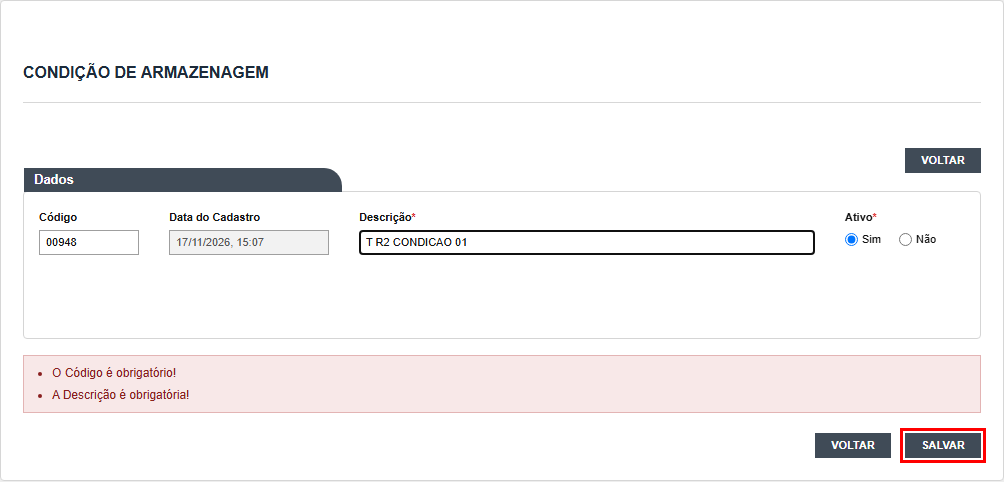 CONDIÇÃO DE ARMAZENAGEM
VOLTAR
Dados
Código Data do Cadastro Descrição* Ativo*
00948 17/11/2026, 15:07 T R2 CONDICAO 01 Sim Não
O Código é obrigatório!
A Descrição é obrigatória!
VOLTAR SALVAR